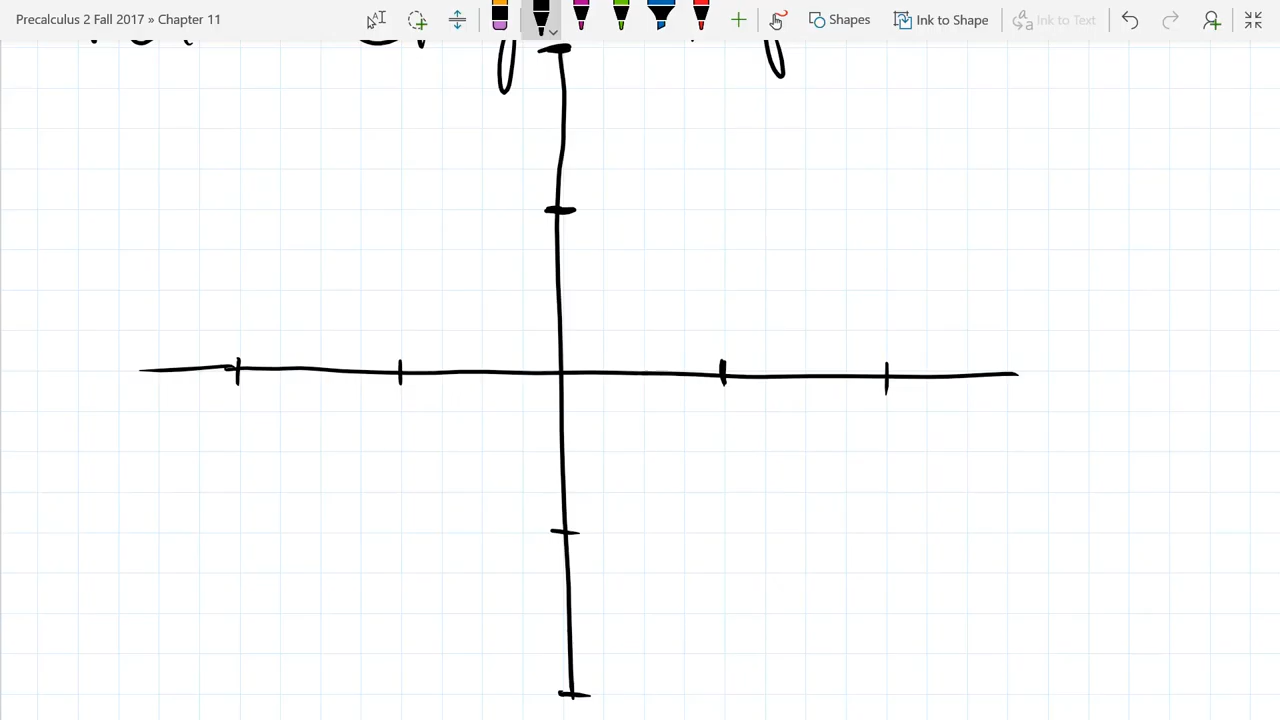 Precalculus 2 Fall 2017 » Chapter 11
Shapes
Ink to Shape
Ink to Text